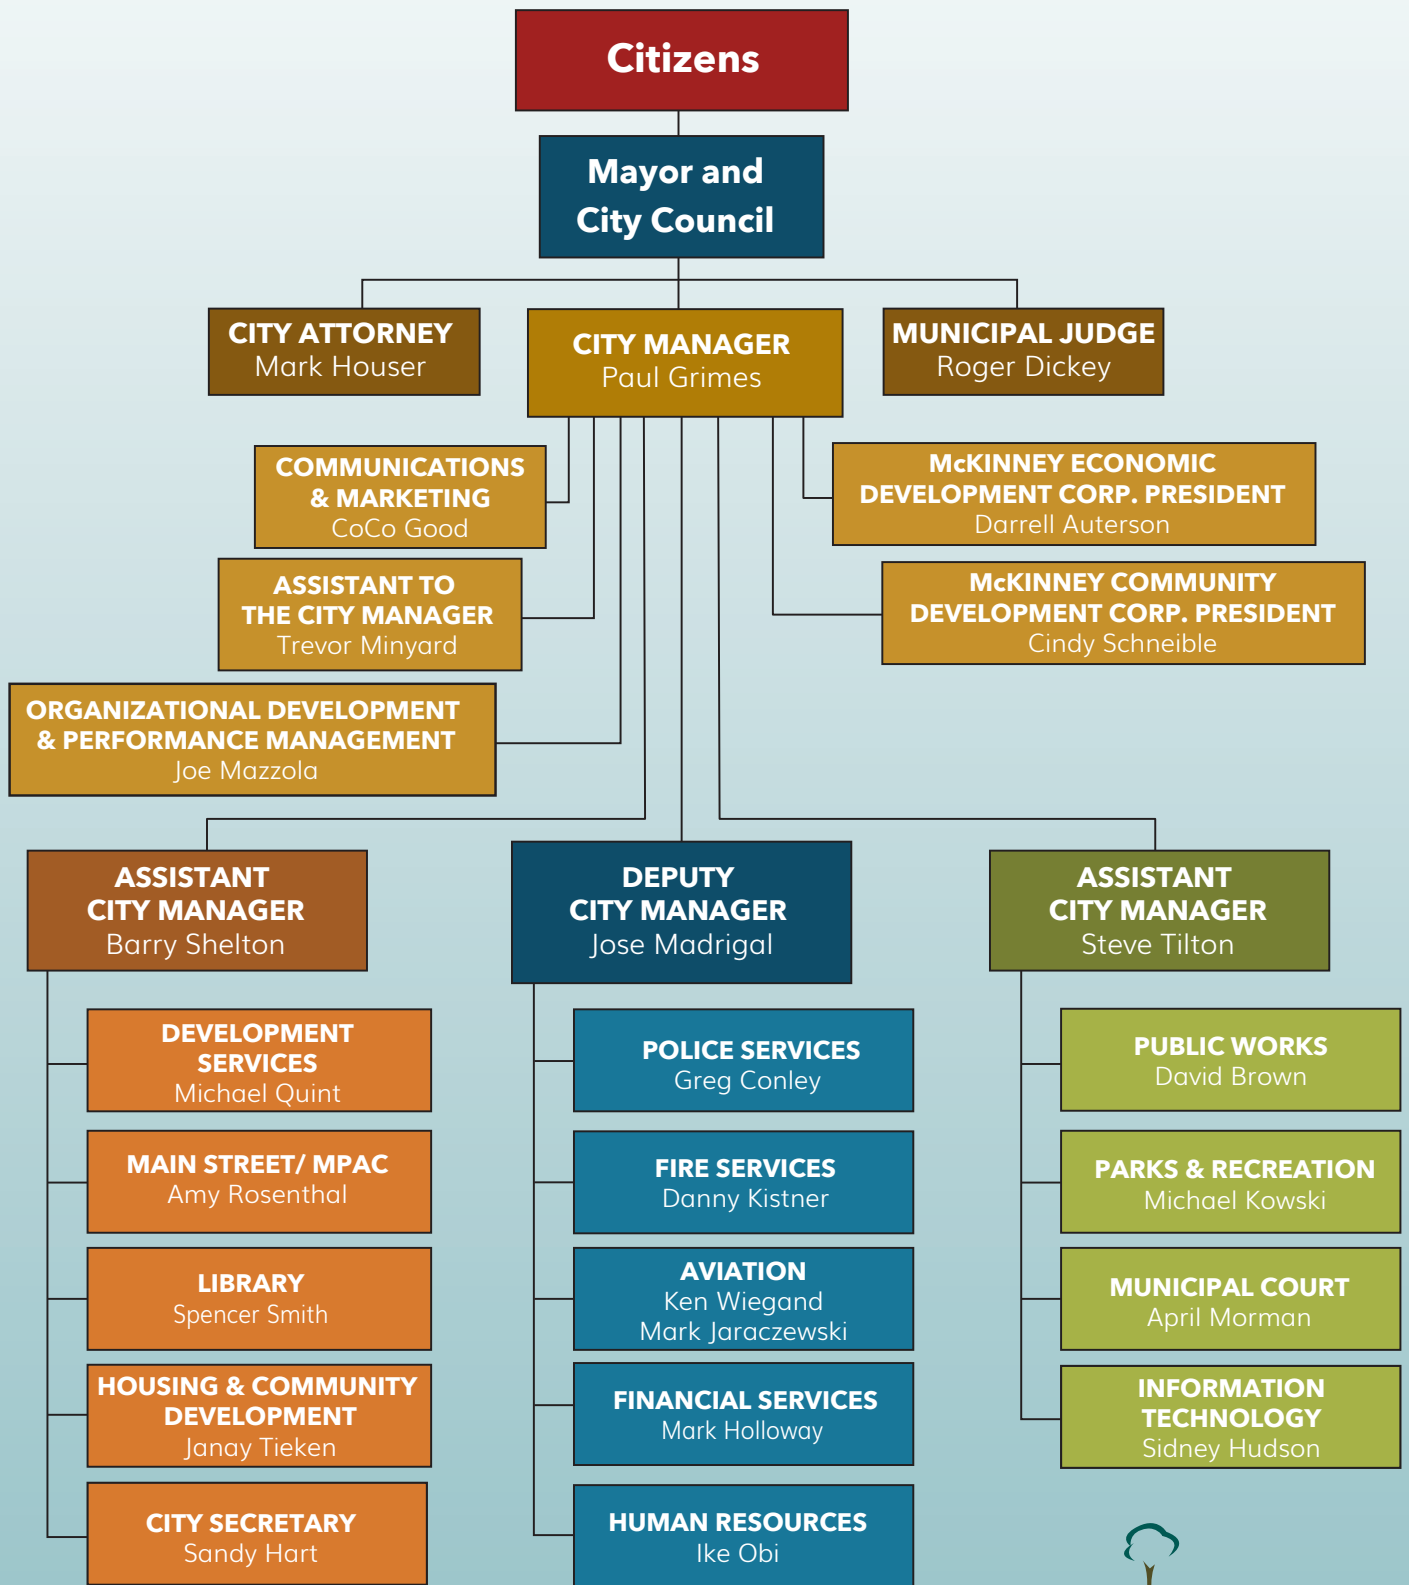 Citizens
Mayor and
City Council
CITY ATTORNEY
Mark Houser
CITY MANAGER
Paul Grimes
MUNICIPAL JUDGE
Roger Dickey
COMMUNICATIONS
& MARKETING
CoCo Good
McKINNEY ECONOMIC
DEVELOPMENT CORP. PRESIDENT
Darrell Auterson
ASSISTANT TO
THE CITY MANAGER
Trevor Minyard
McKINNEY COMMUNITY
DEVELOPMENT CORP. PRESIDENT
Cindy Schneible
ORGANIZATIONAL DEVELOPMENT
& PERFORMANCE MANAGEMENT
Joe Mazzola
ASSISTANT
CITY MANAGER
Barry Shelton
DEVELOPMENT
SERVICES
Michael Quint
MAIN STREET/ MPAC
Amy Rosenthal
LIBRARY
Spencer Smith
HOUSING & COMMUNITY
DEVELOPMENT
Janay Tieken
CITY SECRETARY
Sandy Hart
DEPUTY
CITY MANAGER
Jose Madrigal
POLICE SERVICES
Greg Conley
FIRE SERVICES
Danny Kistner
AVIATION
Ken Wiegand
Mark Jaraczewski
FINANCIAL SERVICES
Mark Holloway
HUMAN RESOURCES
Ike Obi
ASSISTANT
CITY MANAGER
Steve Tilton
PUBLIC WORKS
David Brown
PARKS & RECREATION
Michael Kowski
MUNICIPAL COURT
April Morman
INFORMATION
TECHNOLOGY
Sidney Hudson